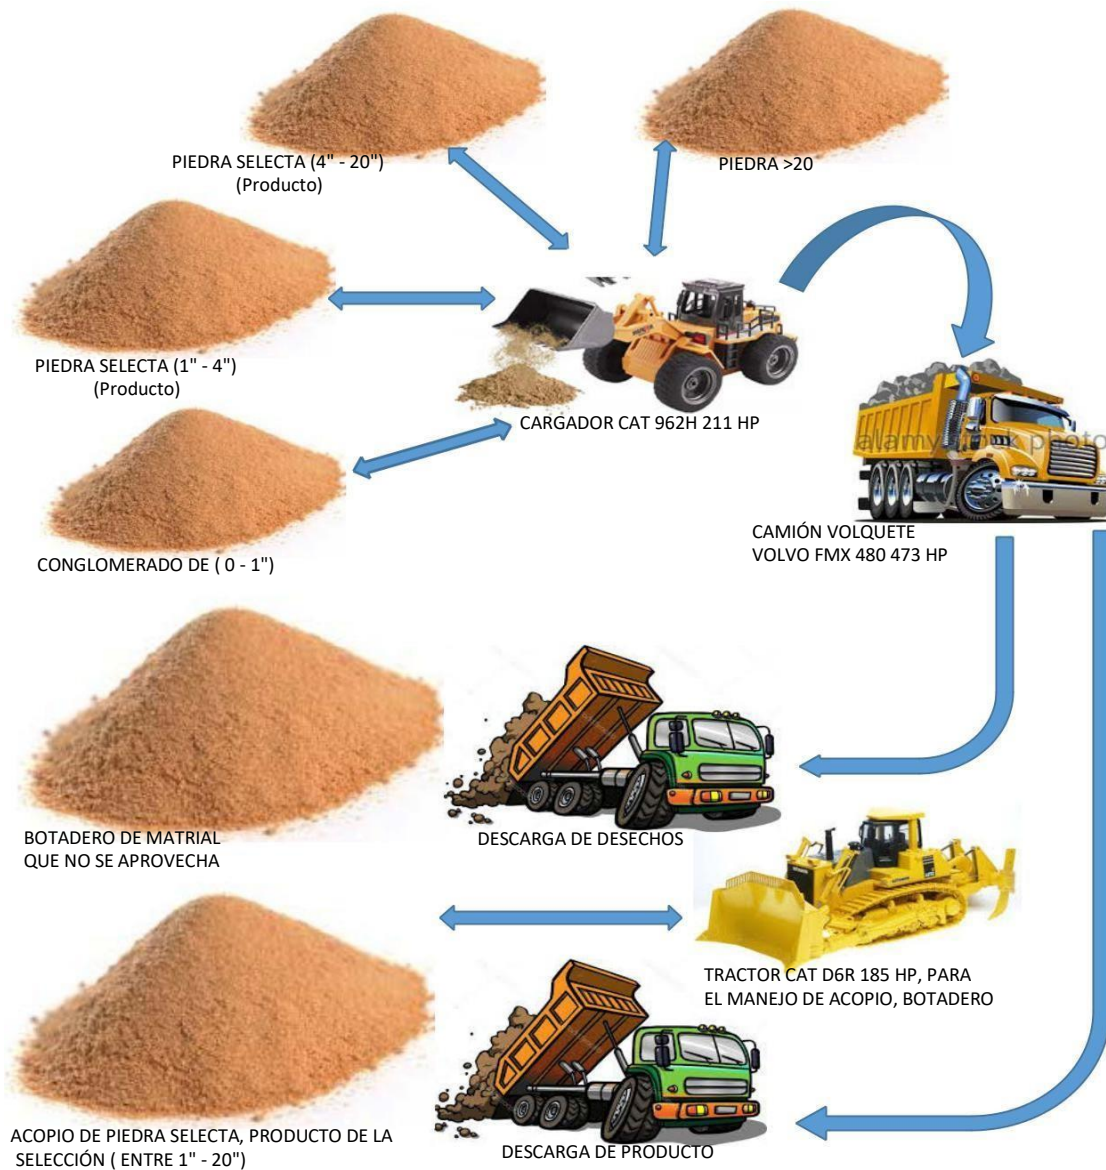 PIEDRA SELECTA (4" - 20")
(Producto)
PIEDRA >20
PIEDRA SELECTA (1" - 4")
(Producto)
CARGADOR CAT 962H 211 HP
alamy stock photo
CONGLOMERADO DE ( 0 - 1")
CAMIÓN VOLQUETE
VOLVO FMX 480 473 HP
BOTADERO DE MATRIAL
QUE NO SE APROVECHA
DESCARGA DE DESECHOS
TRACTOR CAT D6R 185 HP, PARA
EL MANEJO DE ACOPIO, BOTADERO
ACOPIO DE PIEDRA SELECTA, PRODUCTO DE LA
SELECCIÓN ( ENTRE 1" - 20")
DESCARGA DE PRODUCTO